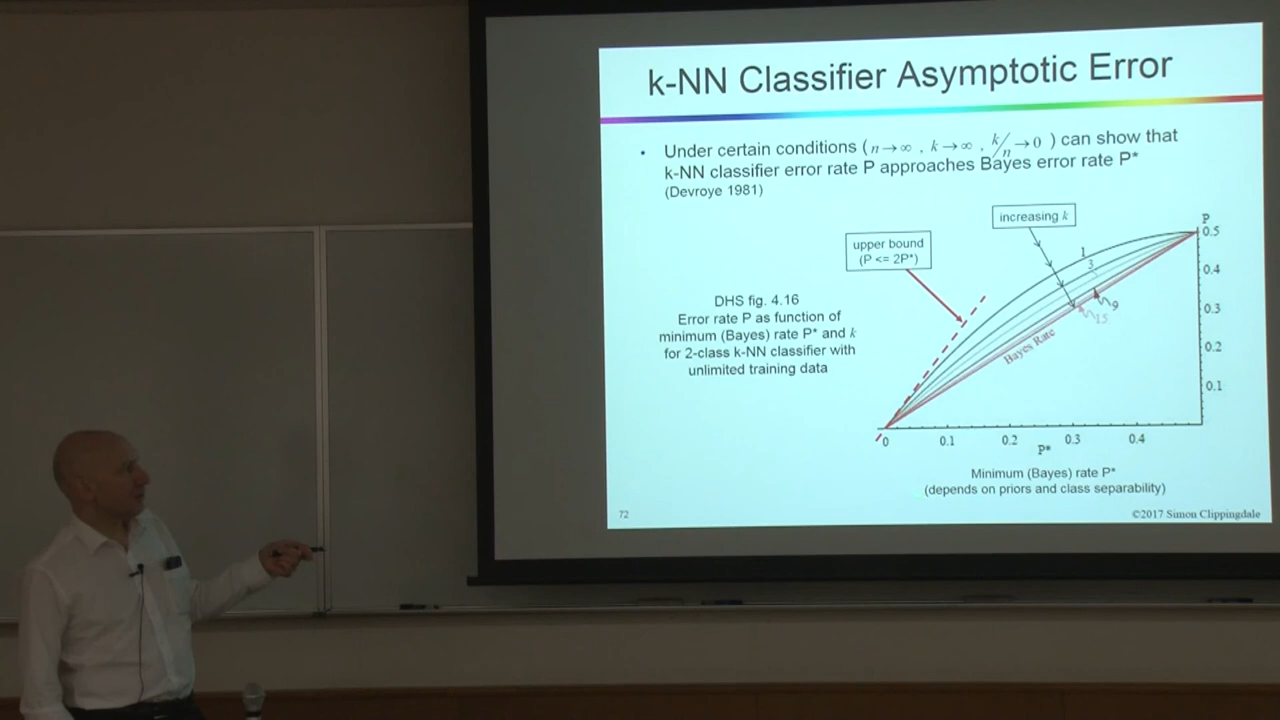 k-NN Classifier Asymptotic Error
• Under certain conditions ( n→∞ , k→∞ , k/n →0 ) can show that
k-NN classifier error rate P approaches Bayes error rate P*
(Devroye 1981)
increasing k
upper bound
(P <= 2P*)
DHS fig. 4.16
Error rate P as function of
minimum (Bayes) rate P* and k
for 2-class k-NN classifier with
unlimited training data
P
0.5
0.4
0.3
0.2
0.1
1
3
9
15
Bayes Rate
0 0.1 0.2 0.3 0.4
P*
Minimum (Bayes) rate P*
(depends on priors and class separability)
72
©2017 Simon Clippingdale